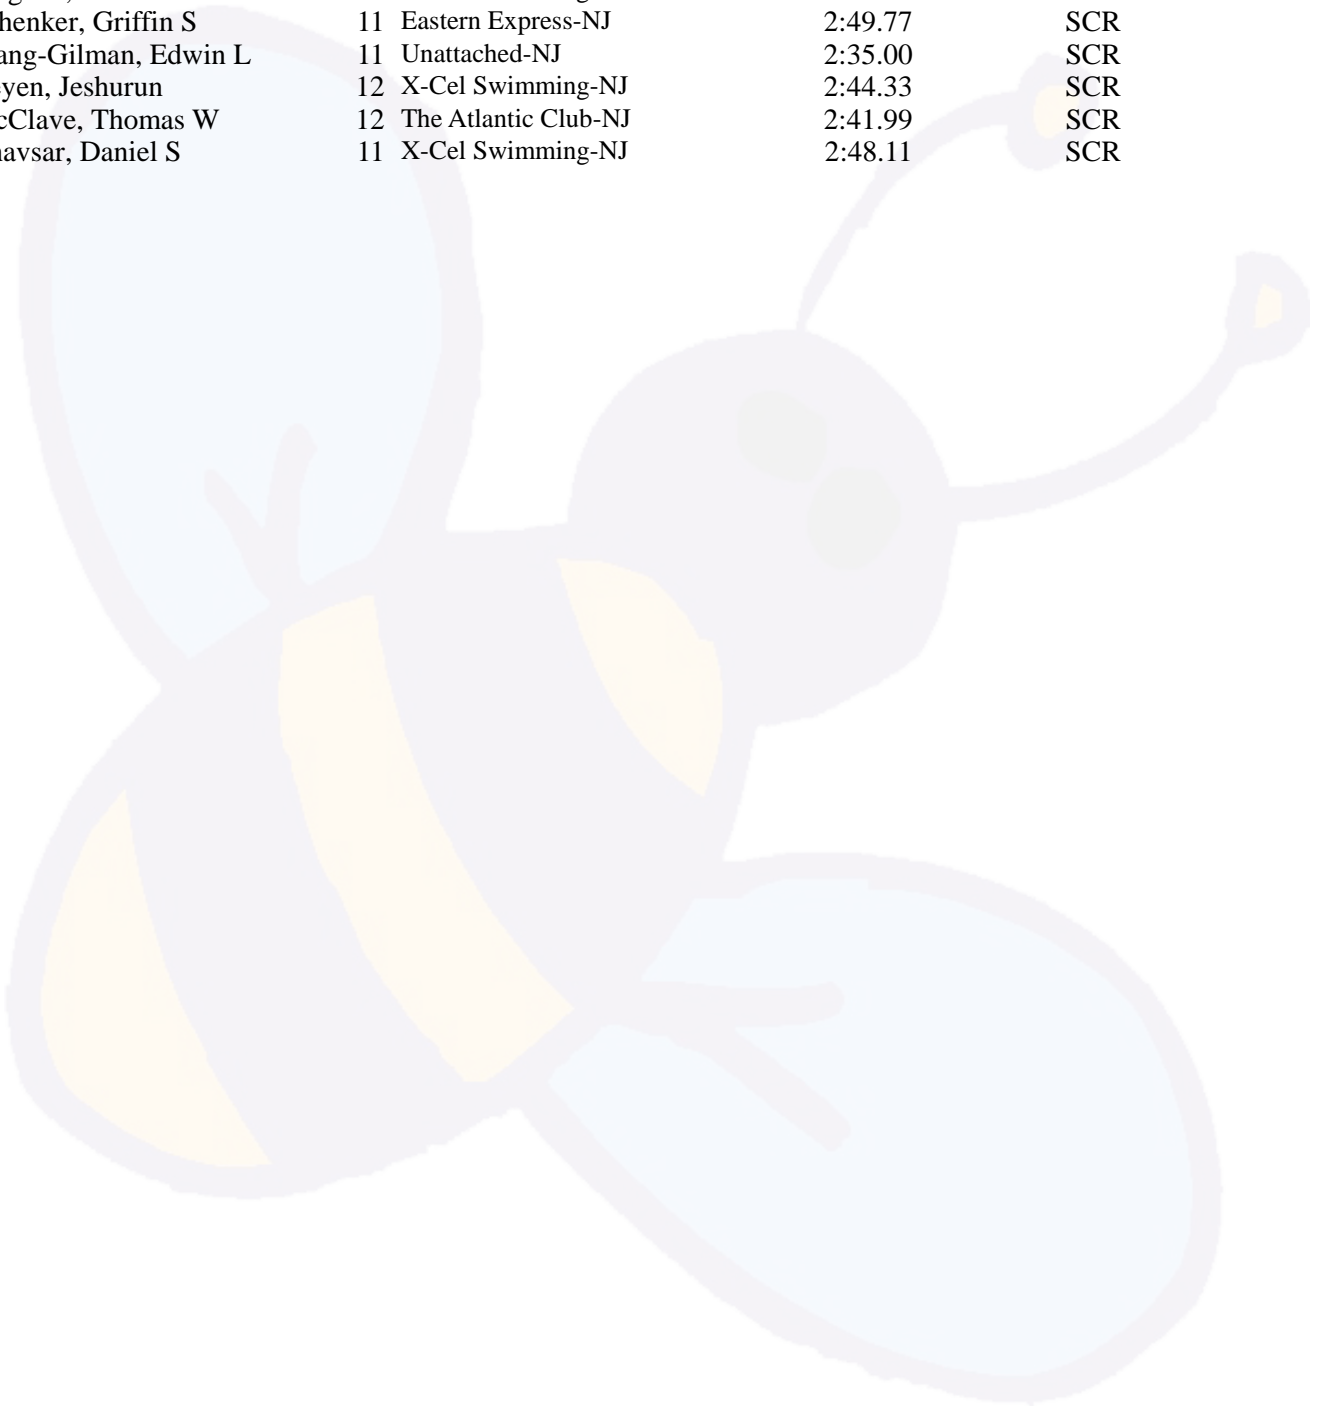 henker, Griffin S 11 Eastern Express-NJ 2:49.77 SCR
ang-Gilman, Edwin L 11 Unattached-NJ 2:35.00 SCR
eyen, Jeshurun 12 X-Cel Swimming-NJ 2:44.33 SCR
cClave, Thomas W 12 The Atlantic Club-NJ 2:41.99 SCR
avsar, Daniel S 11 X-Cel Swimming-NJ 2:48.11 SCR